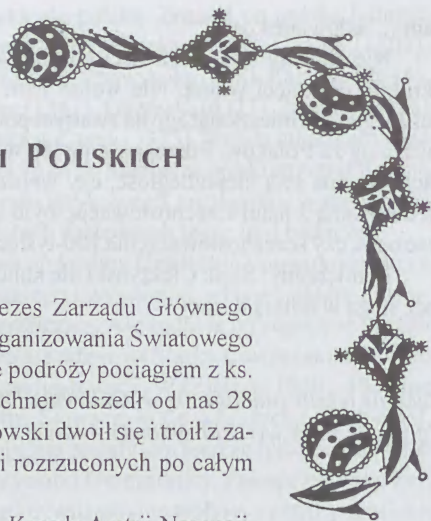 I POLSKICH
ezes Zarządu Głównego
ganizowania Światowego
e podróży pociągiem z ks.
chner odszedł od nas 28
owski dwoił się i troił z za-
i rozrzuconych po całym